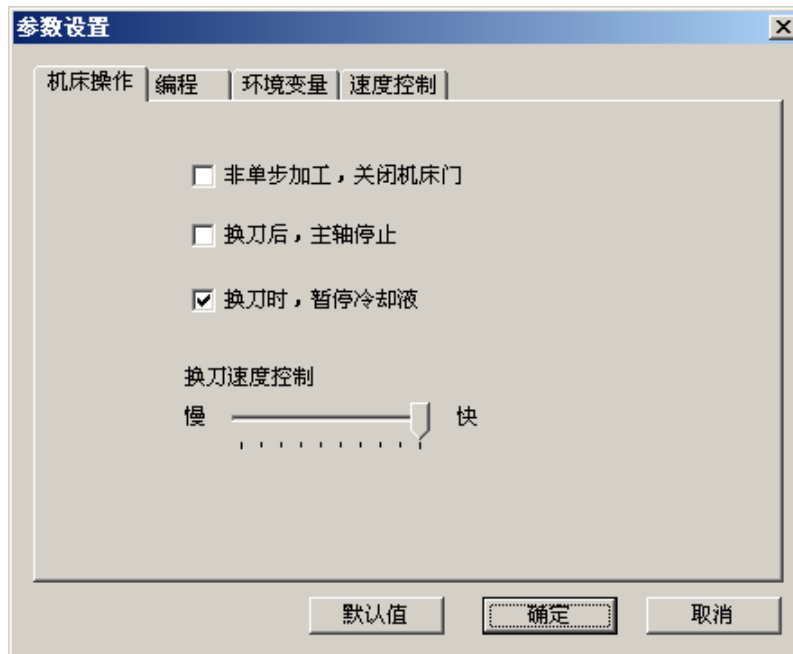 参数设置
机床操作 编程 环境变量 速度控制
非单步加工，关闭机床门
换刀后，主轴停止
换刀时，暂停冷却液
换刀速度控制
慢 快
默认值 确定 取消